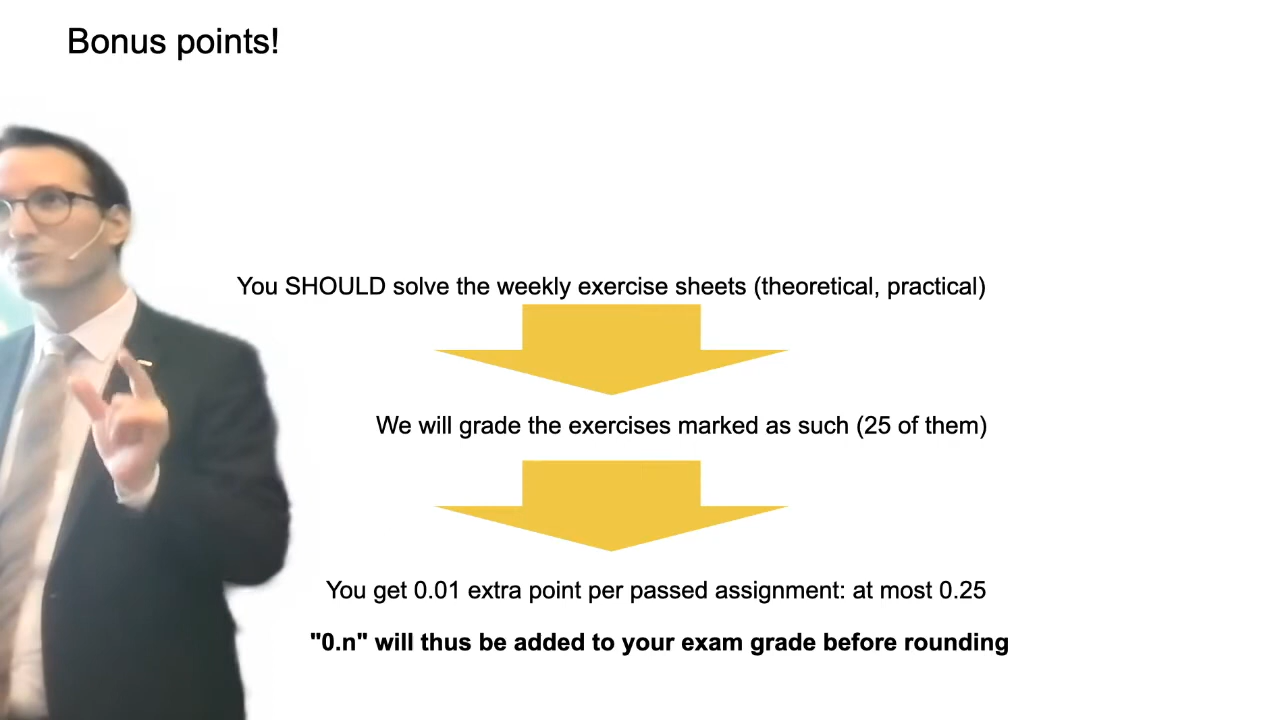 Bonus points!
You SHOULD solve the weekly exercise sheets (theoretical, practical)
We will grade the exercises marked as such (25 of them)
You get 0.01 extra point per passed assignment: at most 0.25
"0.n" will thus be added to your exam grade before rounding